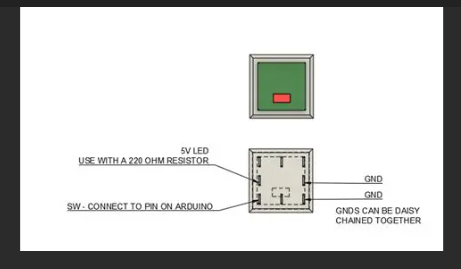 5V LED
USE WITH A 220 OHM RESISTOR
GND
GND
SW - CONNECT TO PIN ON ARDUINO
GNDS CAN BE DAISY
CHAINED TOGETHER